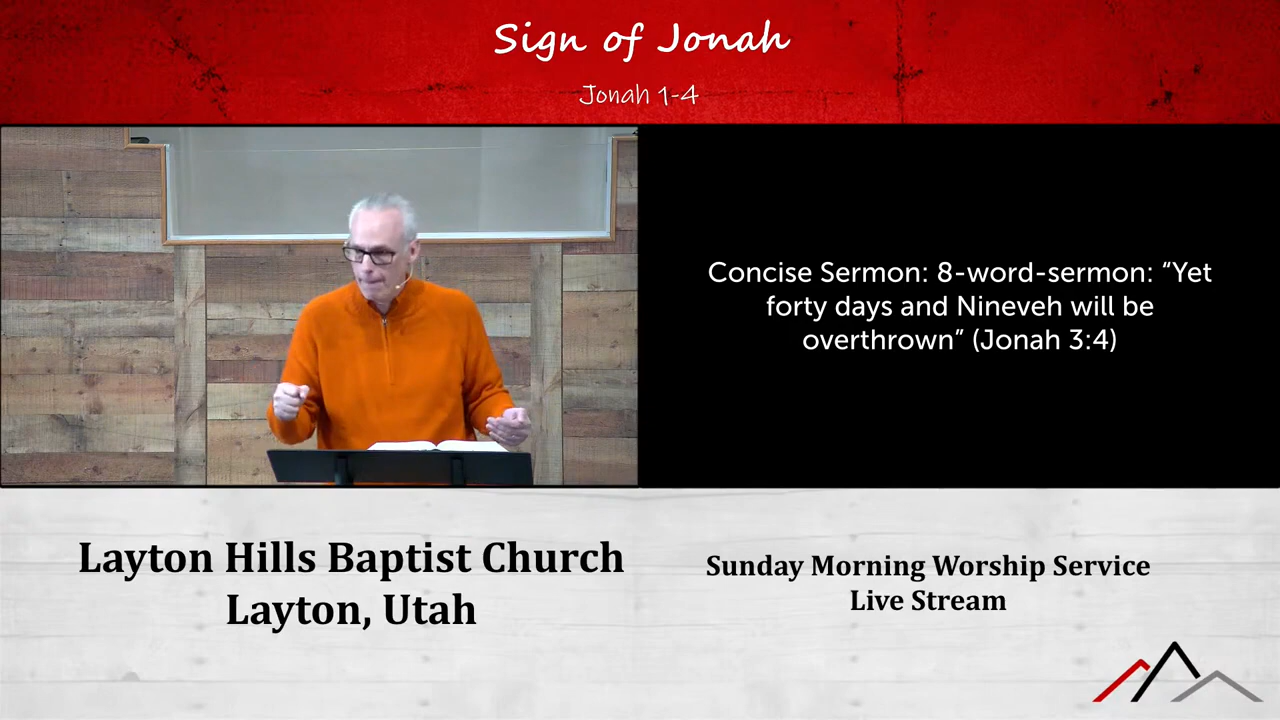 Sign of Jonah
Jonah 1-4
Concise Sermon: 8-word-sermon: “Yet
forty days and Nineveh will be
overthrown” (Jonah 3:4)
Layton Hills Baptist Church
Layton, Utah
Sunday Morning Worship Service
Live Stream